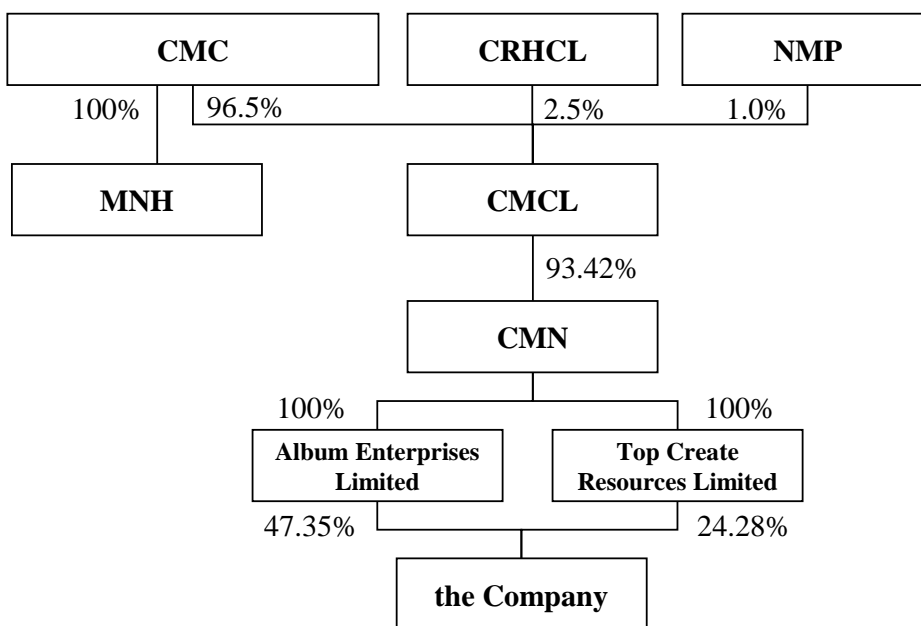 CMC
CRHCL
NMP
100%
96.5%
2.5%
1.0%
MNH
CMCL
93.42%
CMN
100%
100%
Album Enterprises
Limited
Top Create
Resources Limited
47.35%
24.28%
the Company